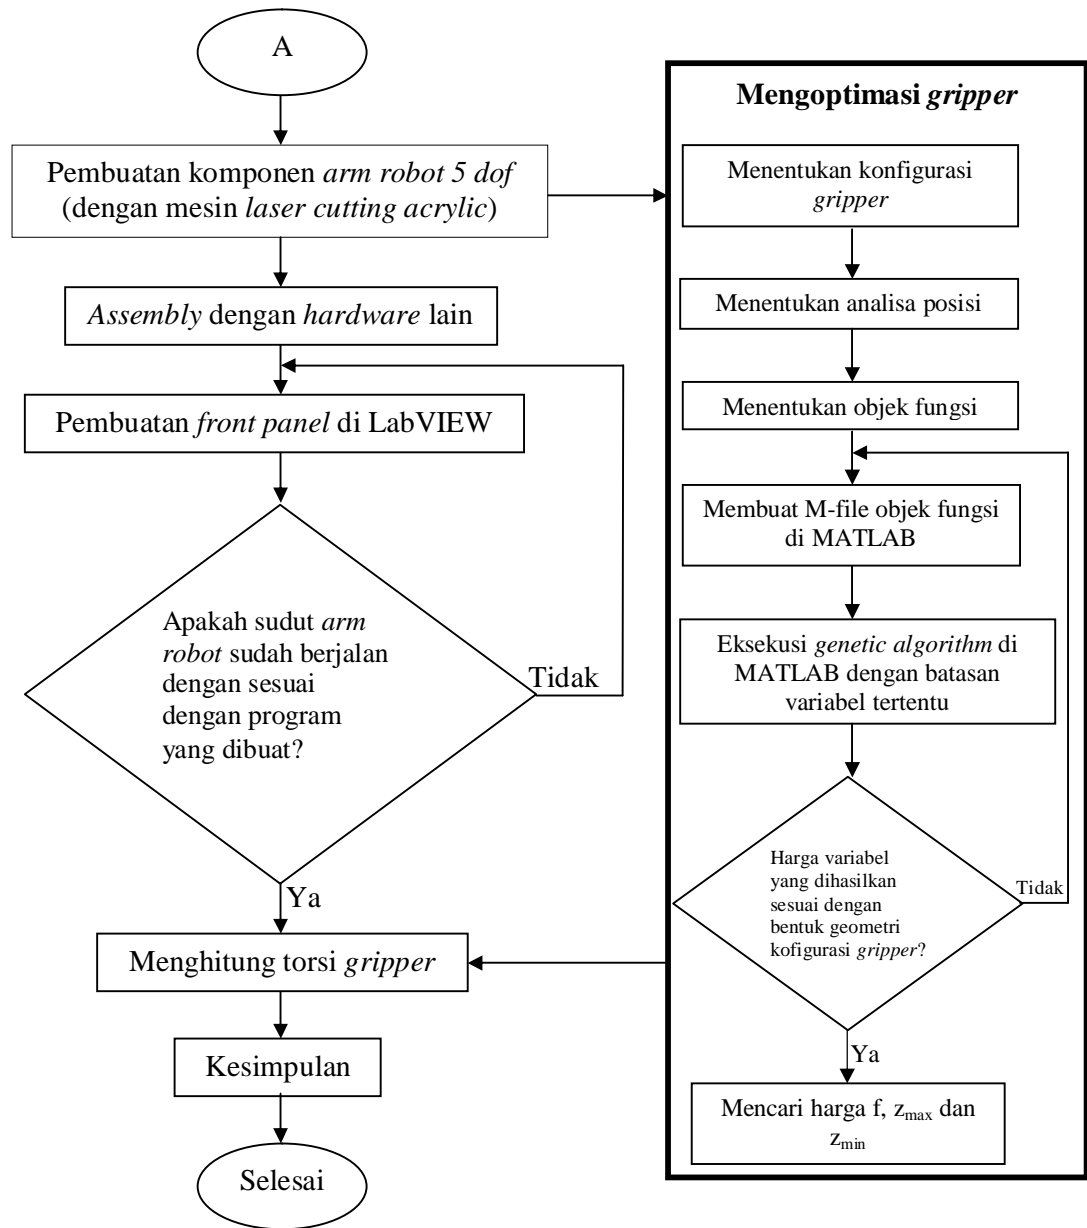 A
Pembuatan komponen arm robot 5 dof
(dengan mesin laser cutting acrylic)
Assembly dengan hardware lain
Pembuatan front panel di LabVIEW
Apakah sudut arm
robot sudah berjalan
dengan sesuai
dengan program
yang dibuat?
Tidak
Ya
Menghitung torsi gripper
Kesimpulan
Selesai
Mengoptimasi gripper
Menentukan konfigurasi
gripper
Menentukan analisa posisi
Menentukan objek fungsi
Membuat M-file objek fungsi
di MATLAB
Eksekusi genetic algorithm di
MATLAB dengan batasan
variabel tertentu
Harga variabel
yang dihasilkan
sesuai dengan
bentuk geometri
kofigurasi gripper?
Tidak
Ya
Mencari harga f, zmax dan
zmin